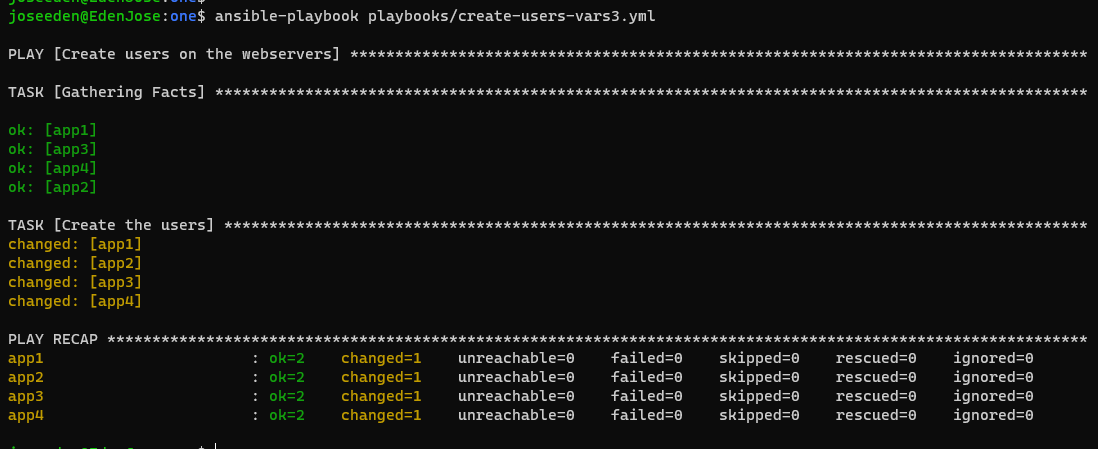 joseeden@EdenJose:one$ ansible-playbook playbooks/create-users-vars3.yml
PLAY [Create users on the webservers] **********************************************************************************
TASK [Gathering Facts] *************************************************************************************************
ok: [app1]
ok: [app3]
ok: [app4]
ok: [app2]
TASK [Create the users] ************************************************************************************************
changed: [app1]
changed: [app2]
changed: [app3]
changed: [app4]
PLAY RECAP *************************************************************************************************************
app1 : ok=2 changed=1 unreachable=0 failed=0 skipped=0 rescued=0 ignored=0
app2 : ok=2 changed=1 unreachable=0 failed=0 skipped=0 rescued=0 ignored=0
app3 : ok=2 changed=1 unreachable=0 failed=0 skipped=0 rescued=0 ignored=0
app4 : ok=2 changed=1 unreachable=0 failed=0 skipped=0 rescued=0 ignored=0